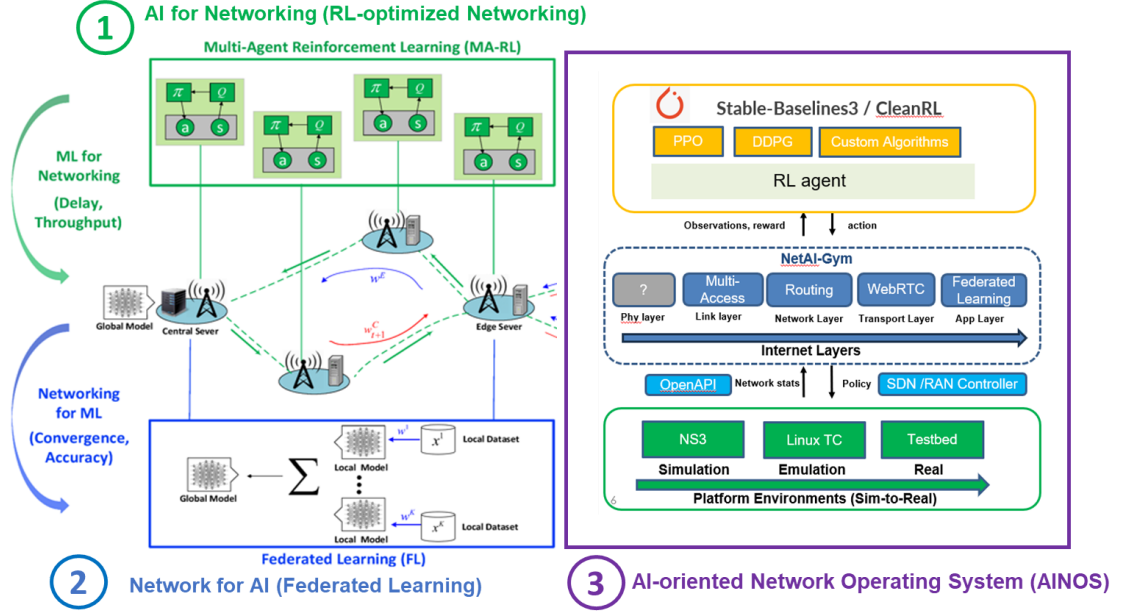 1
AI for Networking (RL-optimized Networking)
Multi-Agent Reinforcement Learning (MA-RL)
π Q
a s
π Q
a s
π Q
a s
π Q
a s
ML for
Networking
(Delay,
Throughput)
Global Model
Central Sever
Edge Sever
w^E
w^C_{t+1}
Networking
for ML
(Convergence,
Accuracy)
Global Model
Σ
Local Model
w^1
x^1
Local Dataset
Local Model
w^K
x^K
Local Dataset
Federated Learning (FL)
2
Network for AI (Federated Learning)
Stable-Baselines3 / CleanRL
PPO
DDPG
Custom Algorithms
RL agent
Observations, reward
action
NetAI-Gym
?
Multi-
Access
Routing
WebRTC
Federated
Learning
Phy layer
Link layer
Network Layer
Transport Layer
App Layer
Internet Layers
OpenAPI
Network stats
Policy
SDN /RAN Controller
NS3
Linux TC
Testbed
Simulation
Emulation
Real
6
Platform Environments (Sim-to-Real)
3
AI-oriented Network Operating System (AINOS)